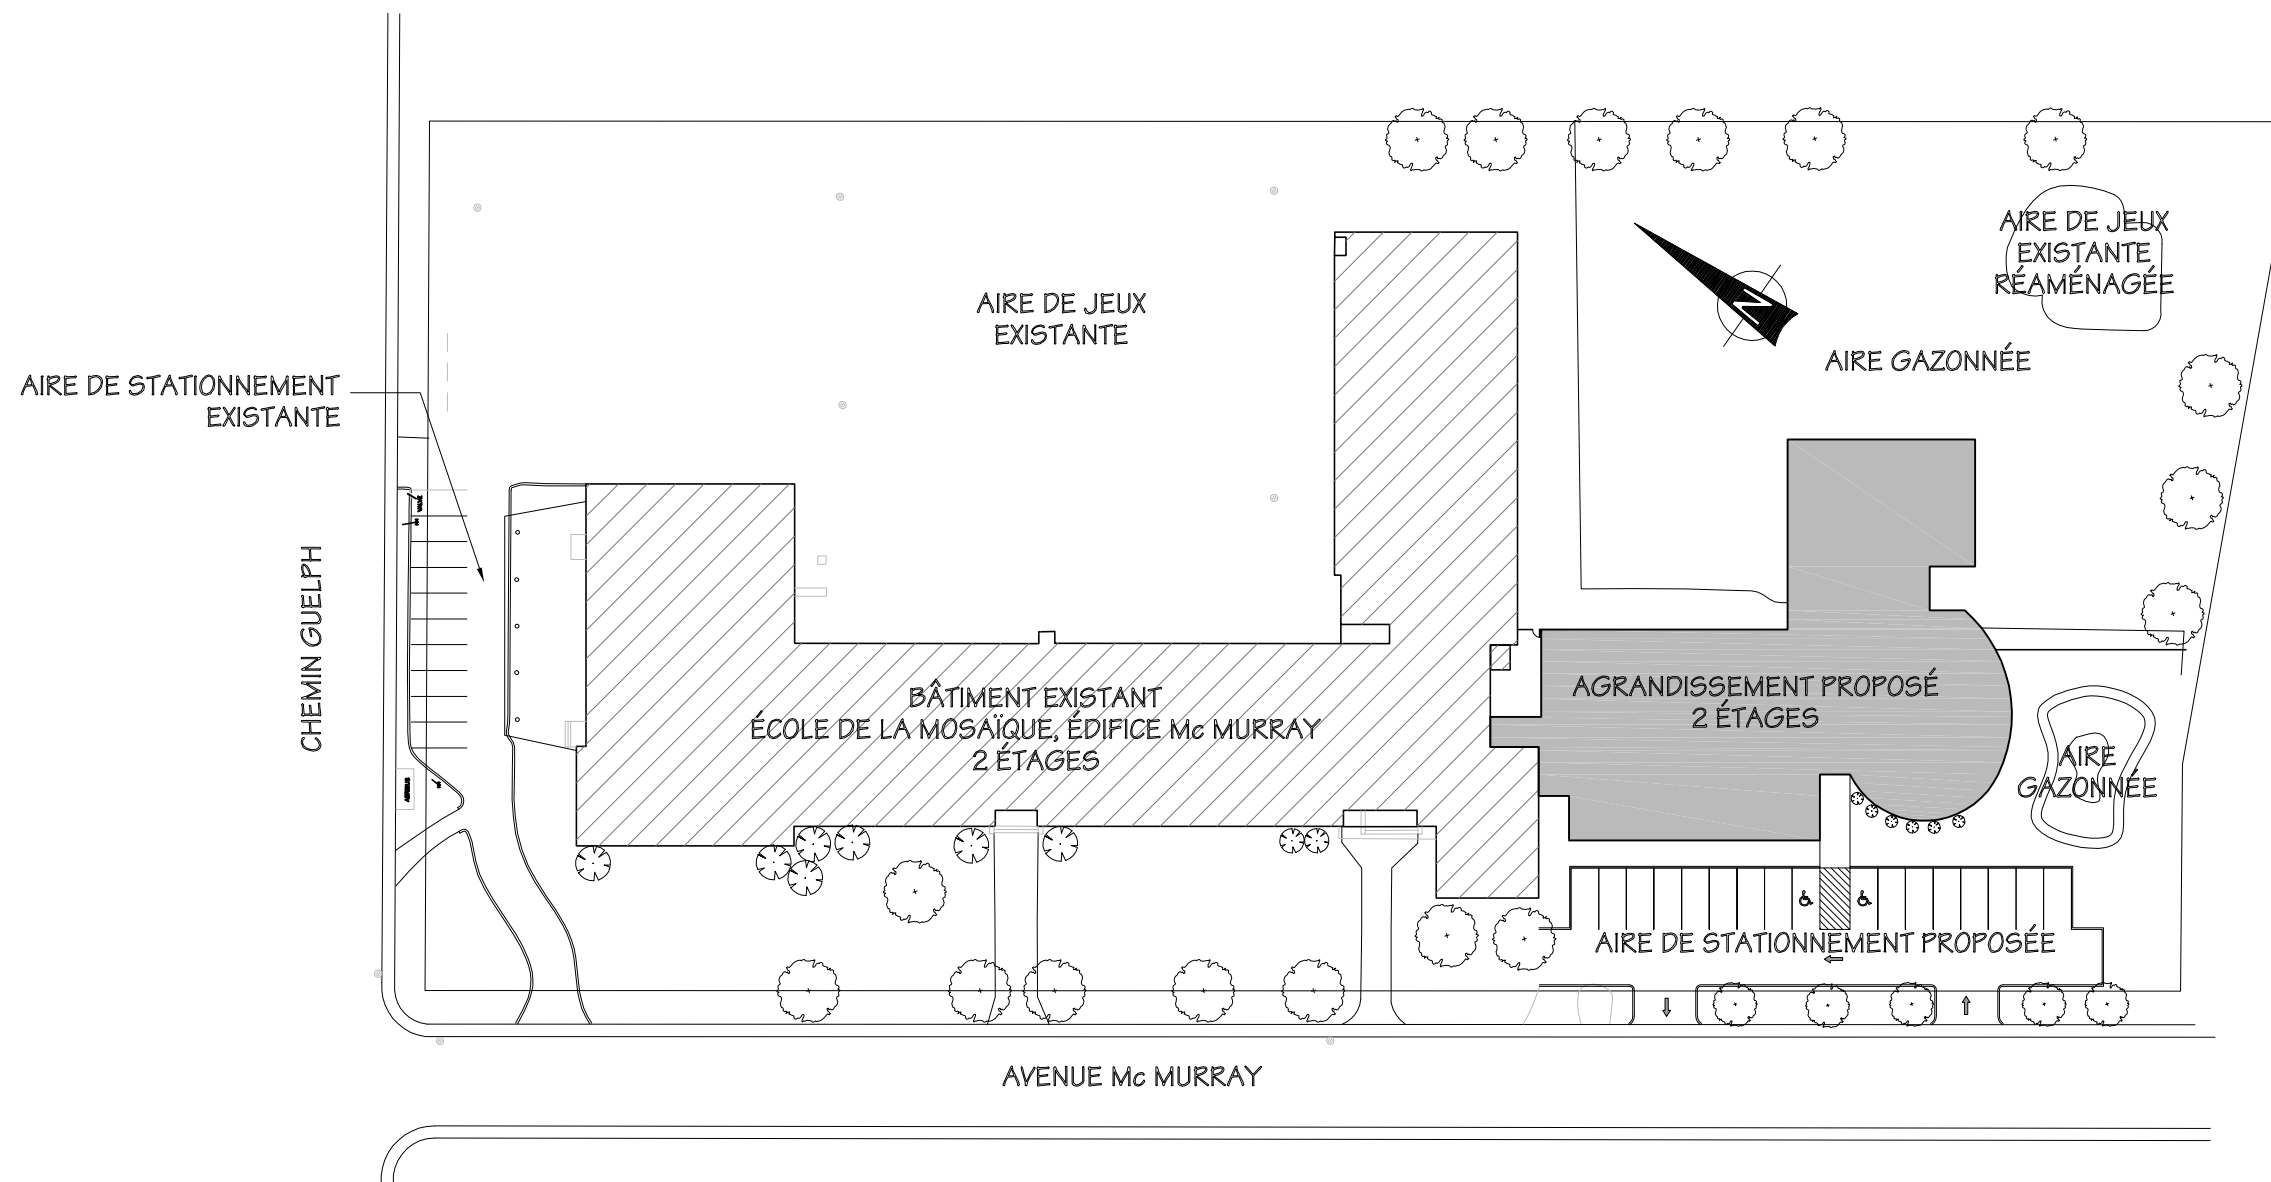 AIRE DE JEUX
EXISTANTE
RÉAMÉNAGÉE
AIRE DE JEUX
EXISTANTE
N
AIRE GAZONNÉE
AIRE DE STATIONNEMENT
EXISTANTE
CHEMIN GUELPH
BÂTIMENT EXISTANT
ÉCOLE DE LA MOSAÏQUE, ÉDIFICE Mc MURRAY
2 ÉTAGES
AGRANDISSEMENT PROPOSÉ
2 ÉTAGES
AIRE
GAZONNÉE
AIRE DE STATIONNEMENT PROPOSÉE
AVENUE Mc MURRAY